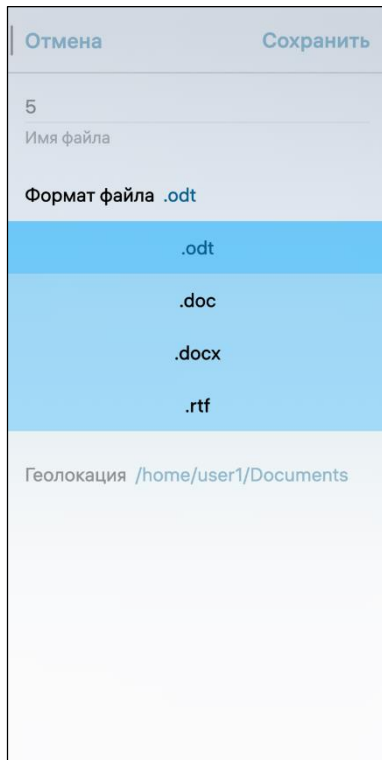 Отмена Сохранить
5
Имя файла
Формат файла .odt
.odt
.doc
.docx
.rtf
Геолокация /home/user1/Documents